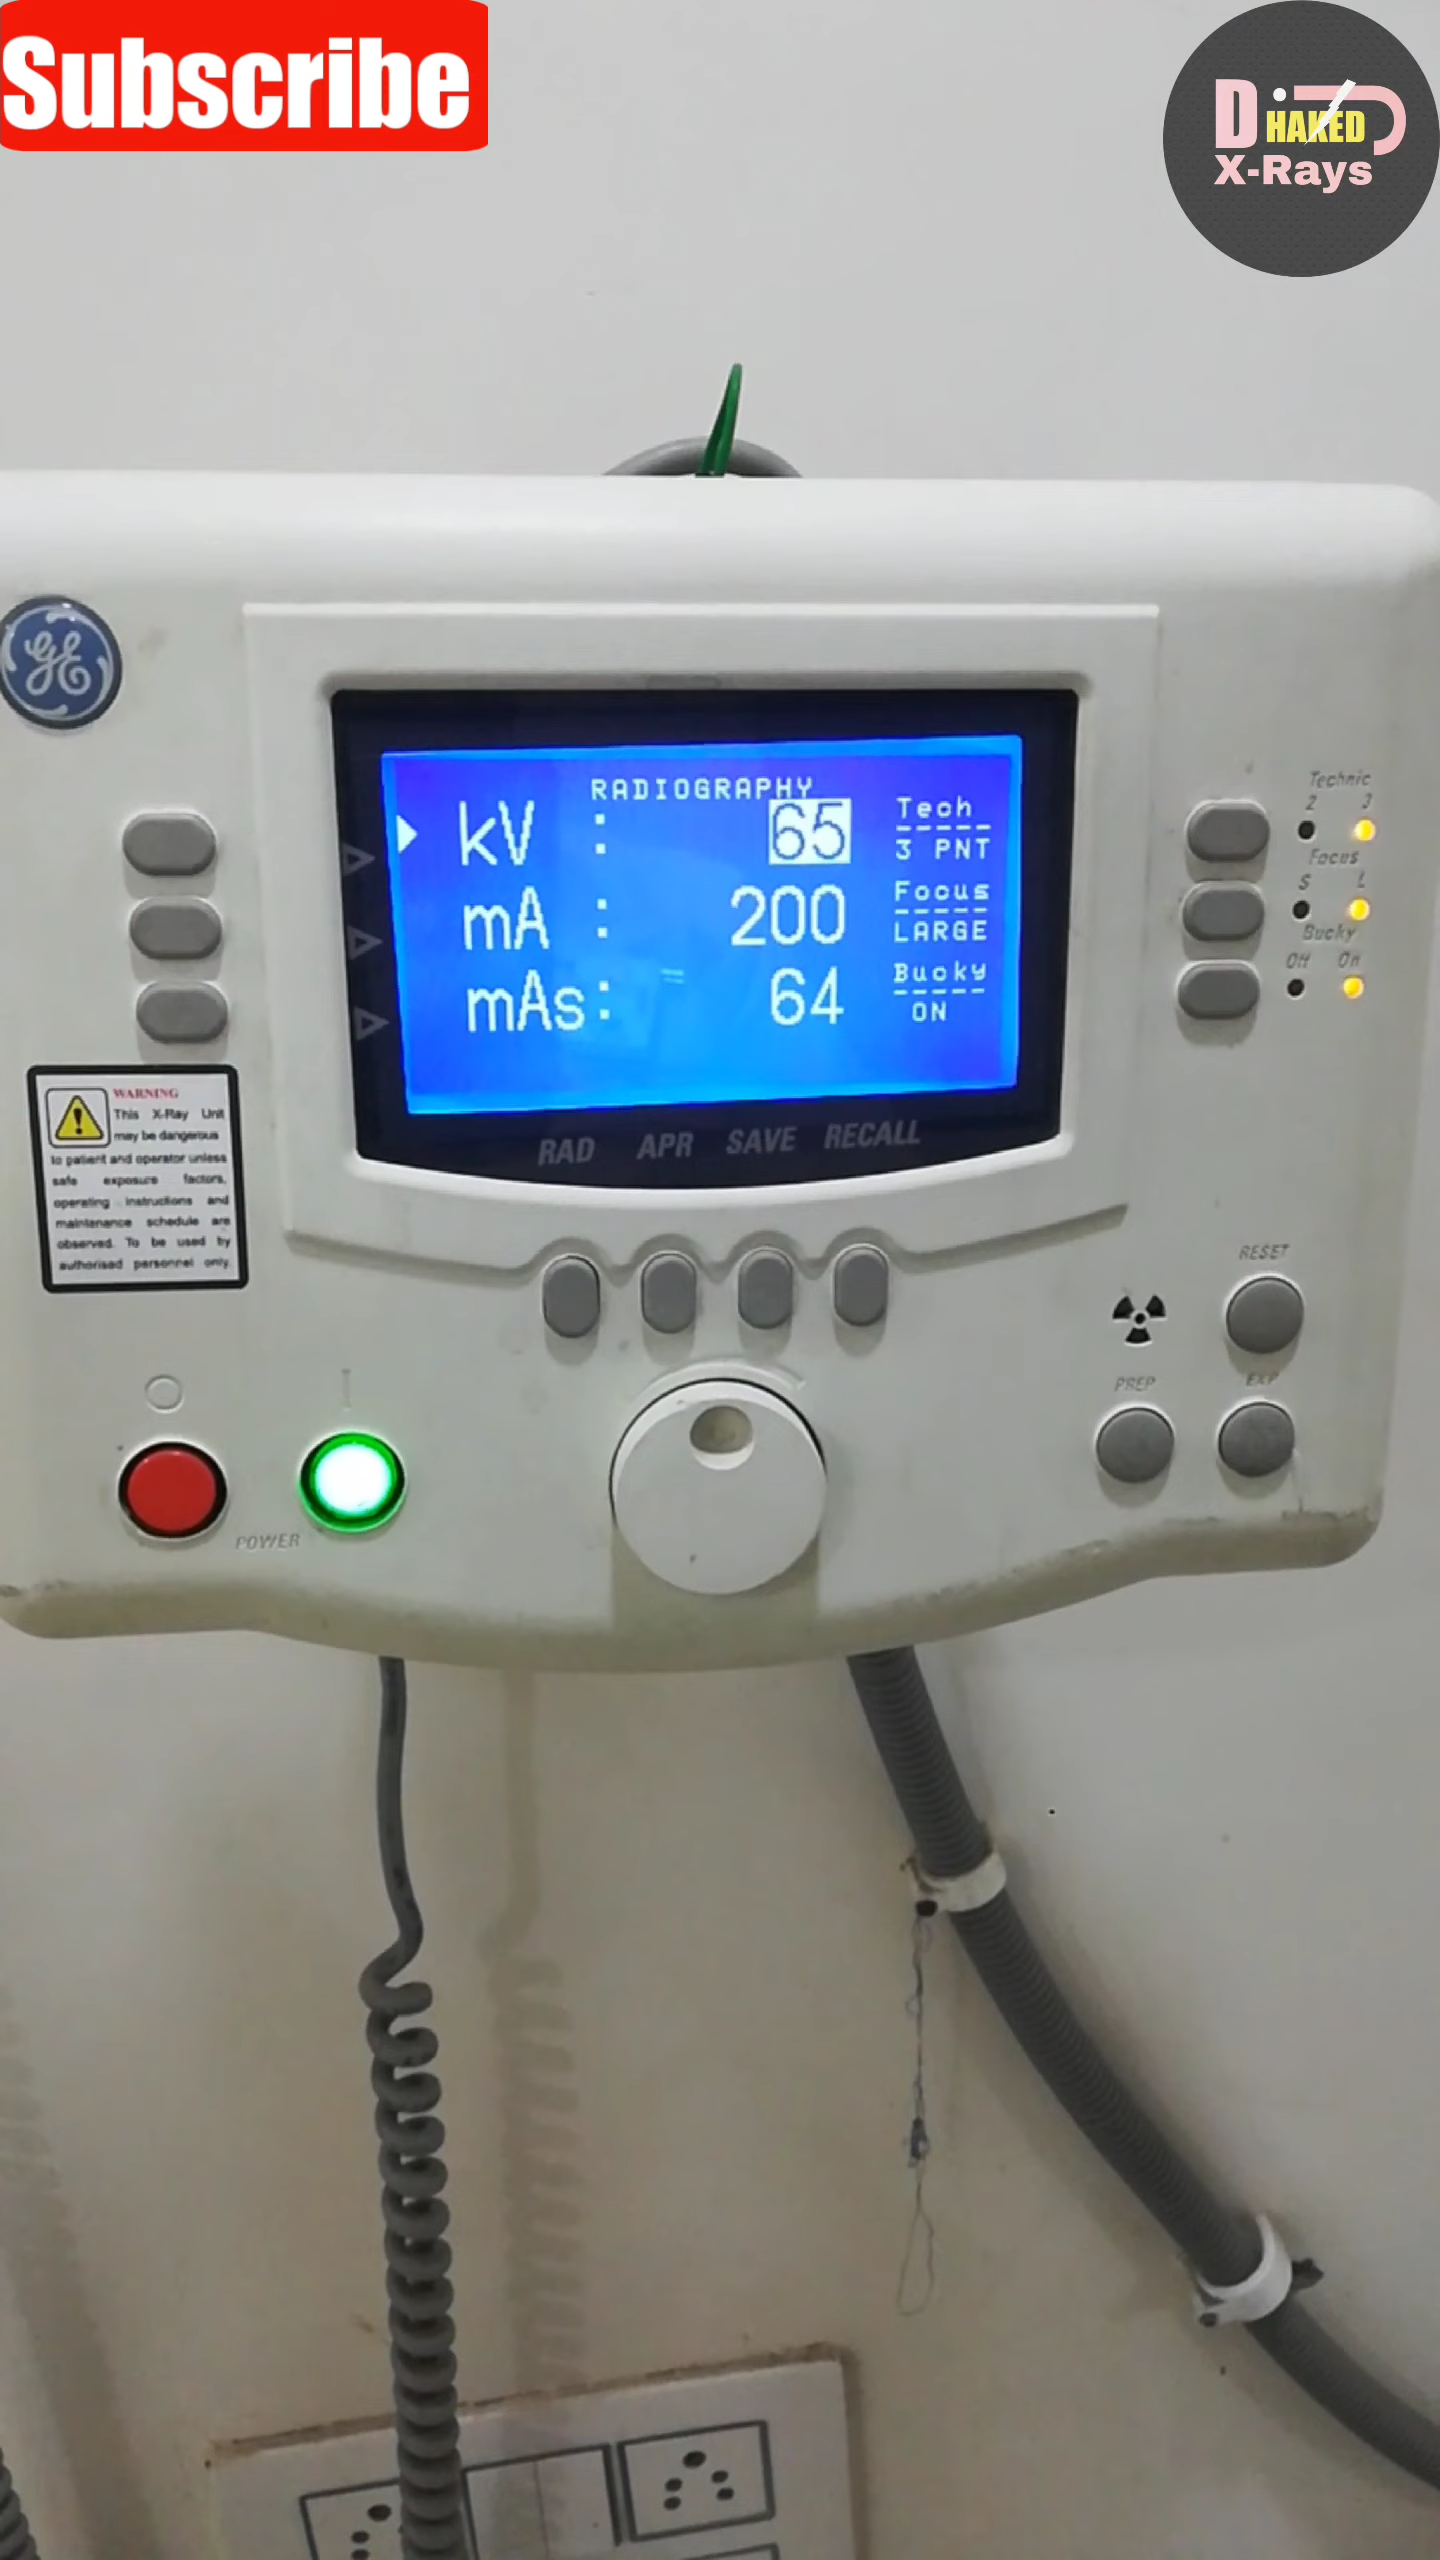 Subscribe
DJ
HAKED
X-Rays
GE
RADIOGRAPHY
kV : 65
mA : 200
mAs: 64
Tech
3 PNT
Focus
LARGE
Bucky
ON
Technic
2 3
Focus
S L
Bucky
Off On
RAD APR SAVE RECALL
WARNING
This X-Ray Unit
may be dangerous
to patient and operator unless
safe exposure factors,
operating instructions and
maintenance schedule are
observed. To be used by
authorised personnel only.
RESET
PREP EXP
POWER